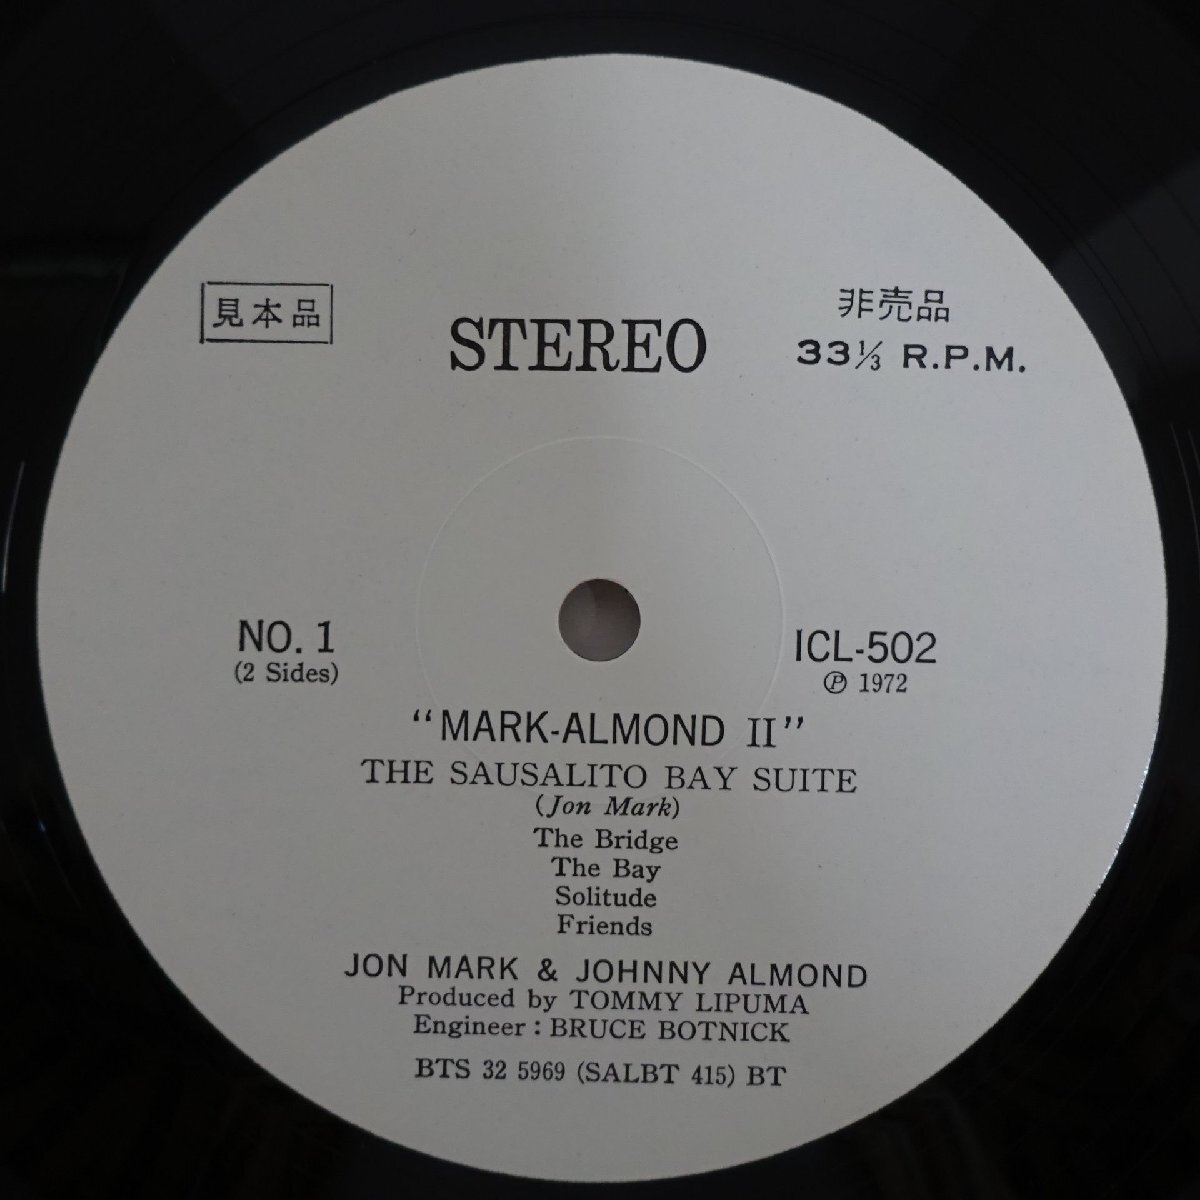 見本品
STEREO
非売品
33⅓ R.P.M.
NO. 1
(2 Sides)
ICL-502
Ⓟ 1972
“MARK-ALMOND II”
THE SAUSALITO BAY SUITE
(Jon Mark)
The Bridge
The Bay
Solitude
Friends
JON MARK & JOHNNY ALMOND
Produced by TOMMY LIPUMA
Engineer : BRUCE BOTNICK
BTS 32 5969 (SALBT 415) BT